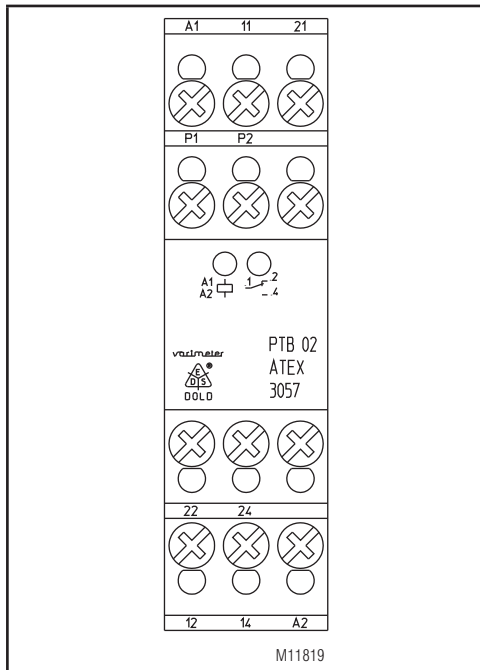 A1 11 21
P1 P2
A1
A2
.1 .2
.4
varimeter
PTB 02
E
ATEX
D S
3057
DOLD
22 24
12 14 A2
M11819